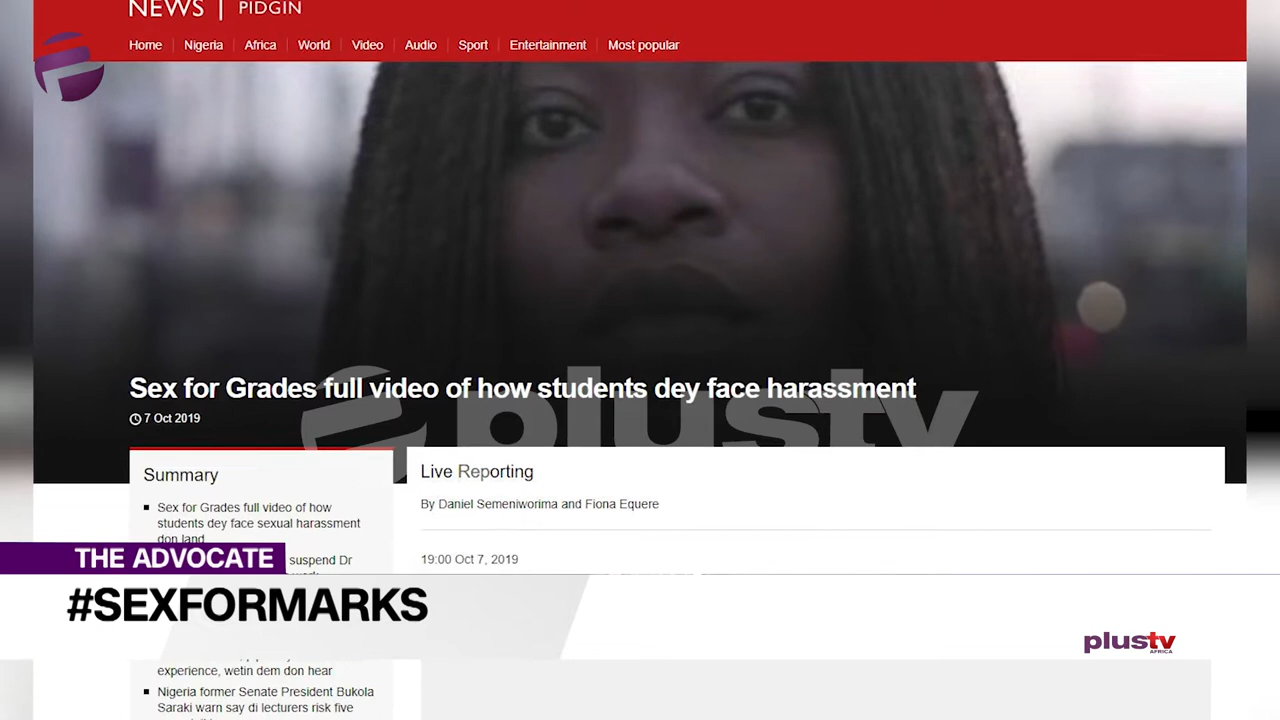 NEWS | PIDGIN
Home Nigeria Africa World Video Audio Sport Entertainment Most popular
Sex for Grades full video of how students dey face harassment
7 Oct 2019
plustv
Summary
Sex for Grades full video of how
students dey face sexual harassment
don land
suspend Dr
Live Reporting
By Daniel Semeniworima and Fiona Equere
19:00 Oct 7, 2019
THE ADVOCATE
#SEXFORMARKS
plustv
AFRICA
experience, wetin dem don hear
Nigeria former Senate President Bukola
Saraki warn say di lecturers risk five